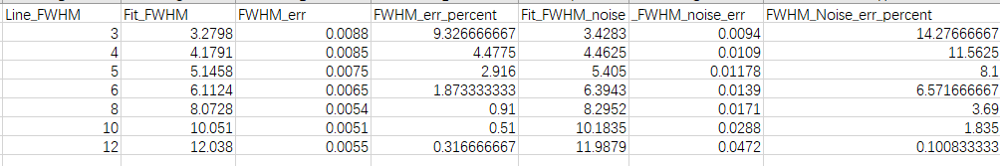 Line_FWHM Fit_FWHM FWHM_err FWHM_err_percent Fit_FWHM_noise _FWHM_noise_err FWHM_Noise_err_percent
3 3.2798 0.0088 9.326666667 3.4283 0.0094 14.27666667
4 4.1791 0.0085 4.4775 4.4625 0.0109 11.5625
5 5.1458 0.0075 2.916 5.405 0.01178 8.1
6 6.1124 0.0065 1.873333333 6.3943 0.0139 6.571666667
8 8.0728 0.0054 0.91 8.2952 0.0171 3.69
10 10.051 0.0051 0.51 10.1835 0.0288 1.835
12 12.038 0.0055 0.316666667 11.9879 0.0472 0.100833333